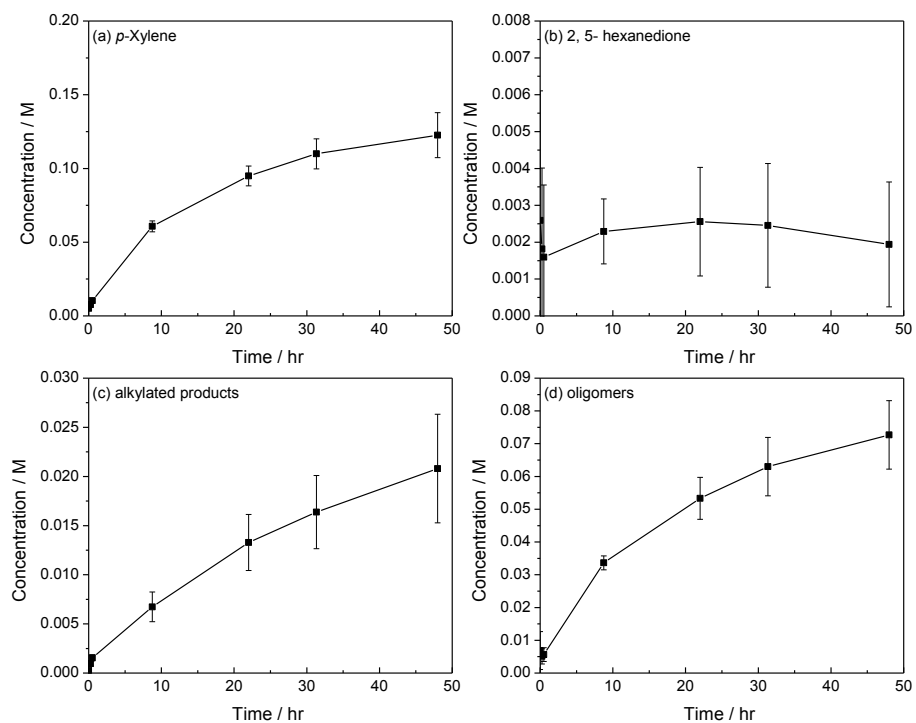 (a) p-Xylene
0.20
0.15
0.10
0.05
0.00
Concentration / M
0 10 20 30 40 50
Time / hr
(b) 2, 5- hexanedione
0.008
0.007
0.006
0.005
0.004
0.003
0.002
0.001
0.000
Concentration / M
0 10 20 30 40 50
Time / hr
(c) alkylated products
0.030
0.025
0.020
0.015
0.010
0.005
0.000
Concentration / M
0 10 20 30 40 50
Time / hr
(d) oligomers
0.09
0.08
0.07
0.06
0.05
0.04
0.03
0.02
0.01
0.00
Concentration / M
0 10 20 30 40 50
Time / hr